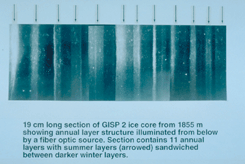 19 cm long section of GISP 2 ice core from 1855 m
showing annual layer structure illuminated from below
by a fiber optic source. Section contains 11 annual
layers with summer layers (arrowed) sandwiched
between darker winter layers.